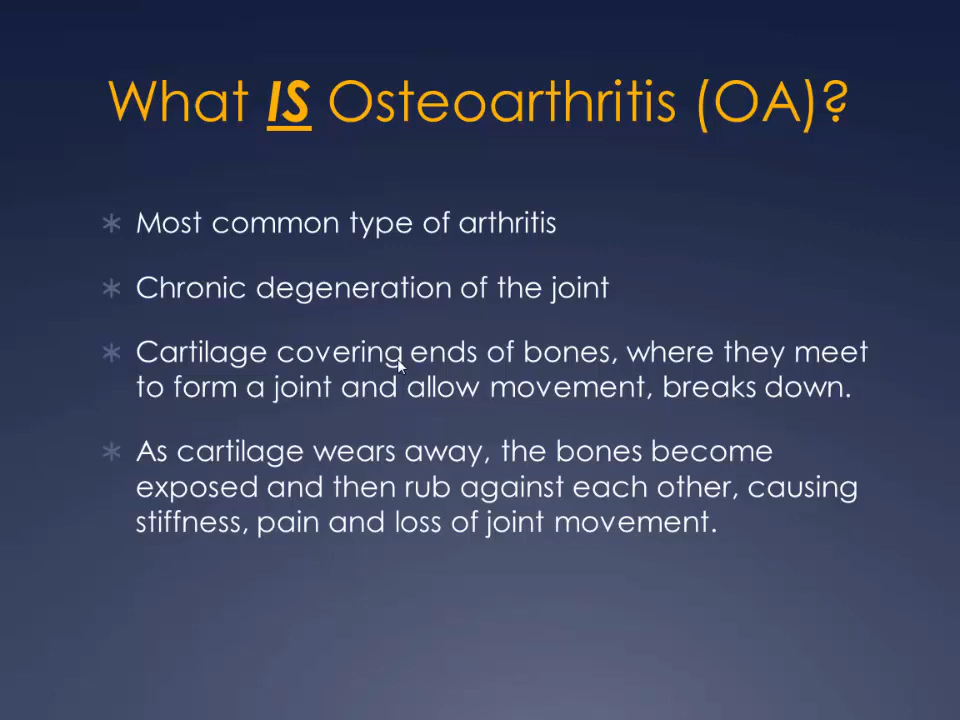 What IS Osteoarthritis (OA)?
Most common type of arthritis
Chronic degeneration of the joint
Cartilage covering ends of bones, where they meet
to form a joint and allow movement, breaks down.
As cartilage wears away, the bones become
exposed and then rub against each other, causing
stiffness, pain and loss of joint movement.